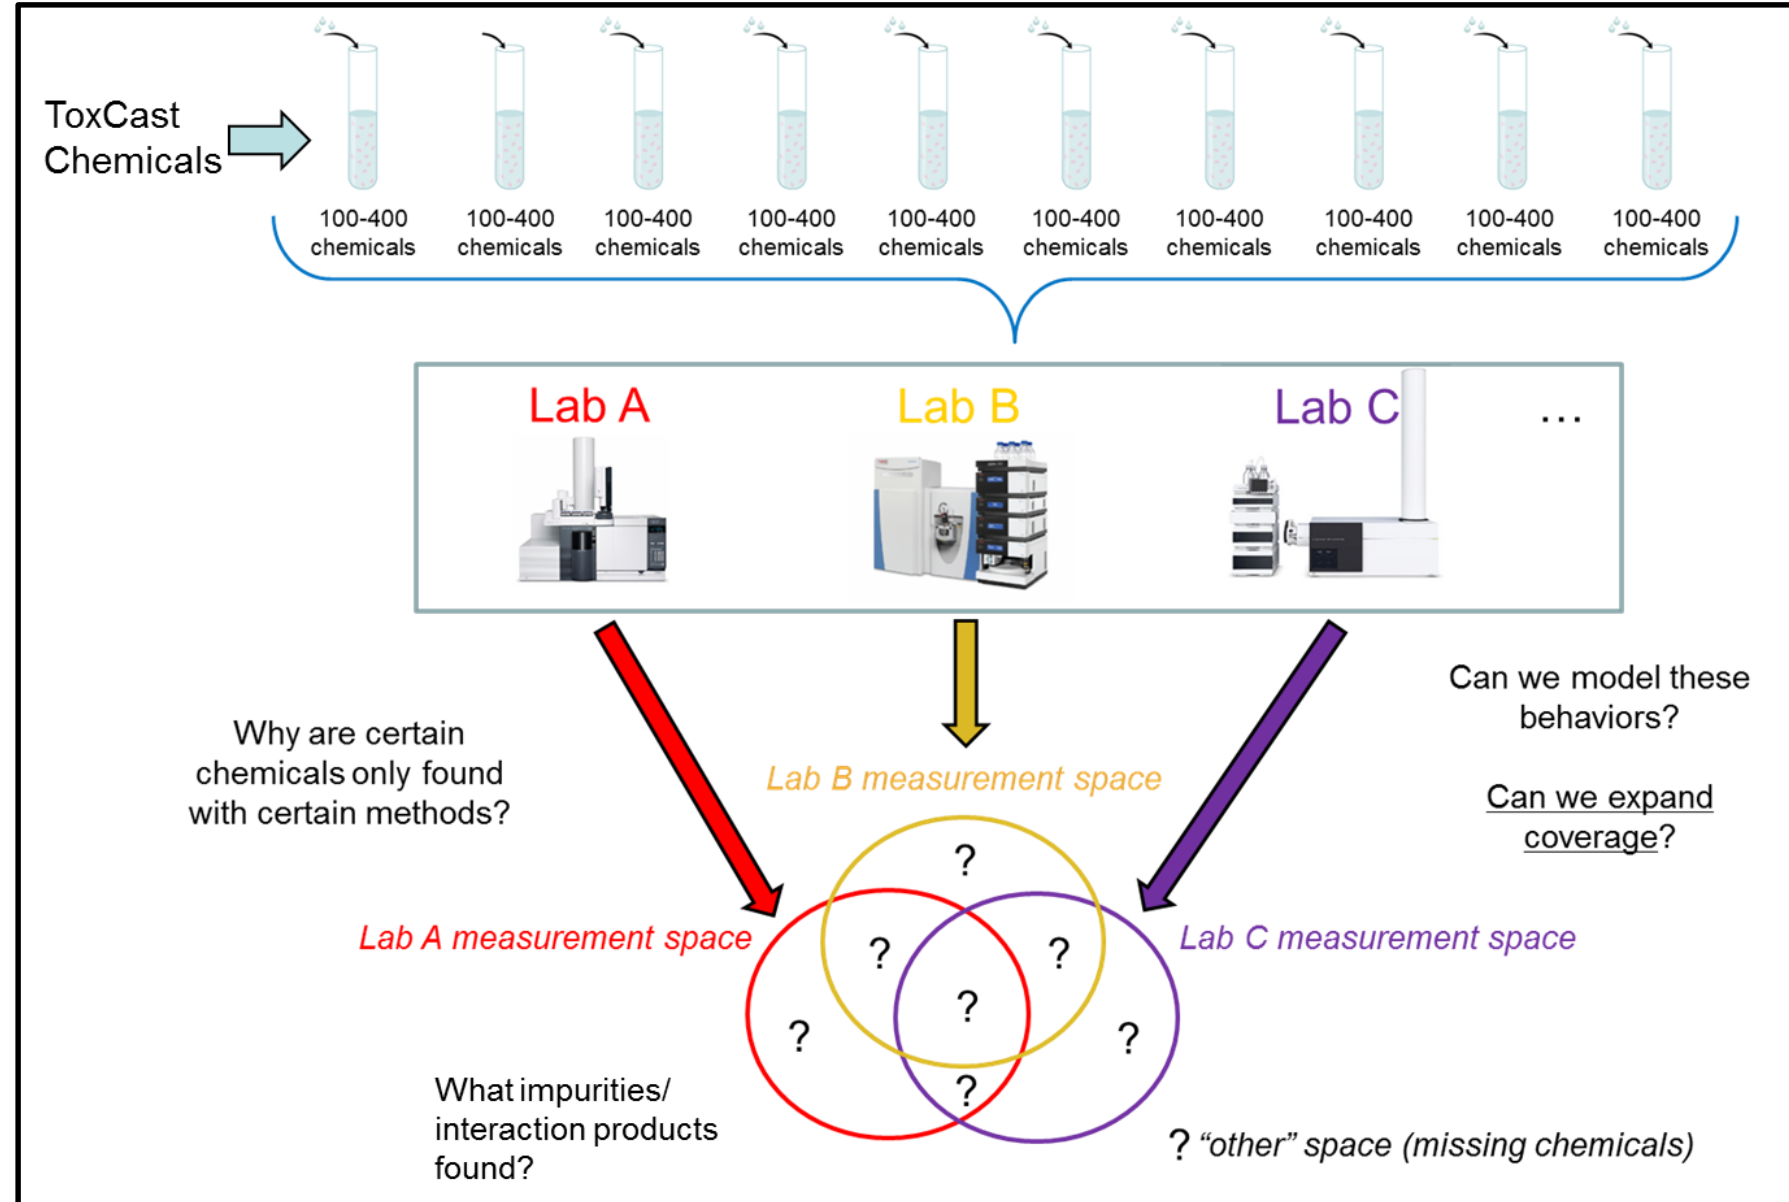 ToxCast
Chemicals
100-400
chemicals
100-400
chemicals
100-400
chemicals
100-400
chemicals
100-400
chemicals
100-400
chemicals
100-400
chemicals
100-400
chemicals
100-400
chemicals
100-400
chemicals
Lab A
Lab B
Lab C
...
Can we model these
behaviors?
Why are certain
chemicals only found
with certain methods?
Lab B measurement space
Can we expand
coverage?
?
Lab A measurement space
Lab C measurement space
?
?
?
?
?
?
What impurities/
interaction products
found?
? “other” space (missing chemicals)